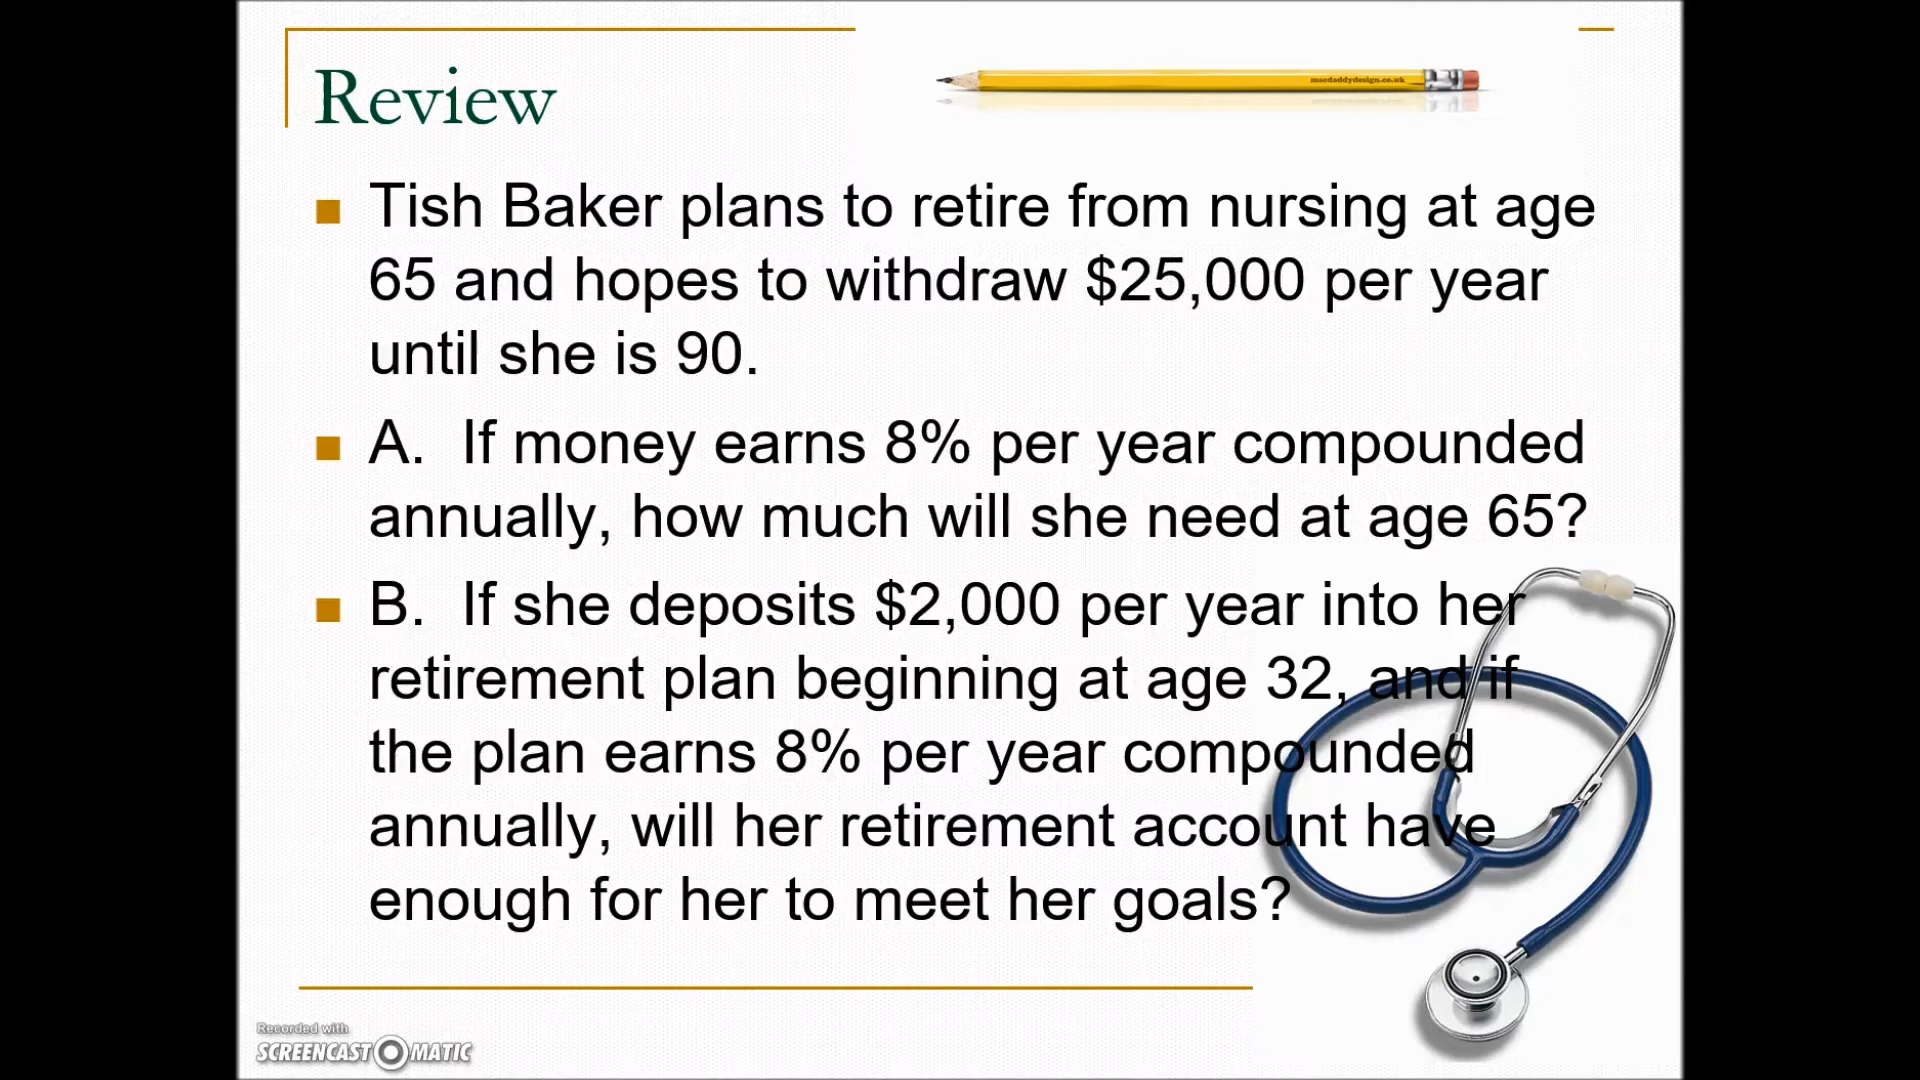 Review
macdaddydesign.co.uk
Tish Baker plans to retire from nursing at age
65 and hopes to withdraw $25,000 per year
until she is 90.
A. If money earns 8% per year compounded
annually, how much will she need at age 65?
B. If she deposits $2,000 per year into her
retirement plan beginning at age 32, and if
the plan earns 8% per year compounded
annually, will her retirement account have
enough for her to meet her goals?
Recorded with
SCREENCAST O MATIC